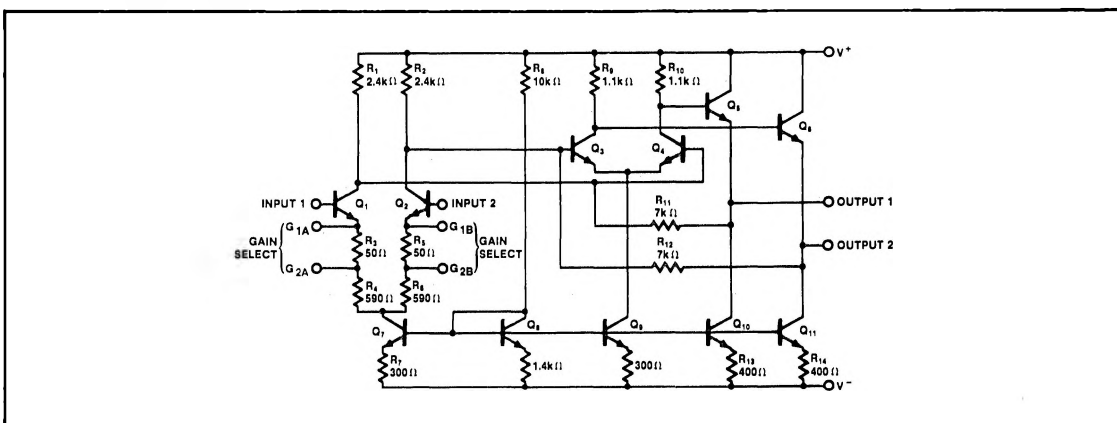 R₁
2.4kΩ
R₂
2.4kΩ
R₈
10kΩ
R₉
1.1kΩ
R₁₀
1.1kΩ
V⁺
Q₅
Q₆
Q₃
Q₄
INPUT 1
Q₁
Q₂
INPUT 2
R₁₁
7kΩ
OUTPUT 1
G₁A
R₃
50Ω
R₅
50Ω
G₁B
GAIN
SELECT
GAIN
SELECT
R₁₂
7kΩ
OUTPUT 2
G₂A
G₂B
R₄
590Ω
R₆
590Ω
Q₇
Q₈
Q₉
Q₁₀
Q₁₁
R₇
300Ω
1.4kΩ
300Ω
R₁₃
400Ω
R₁₄
400Ω
V⁻